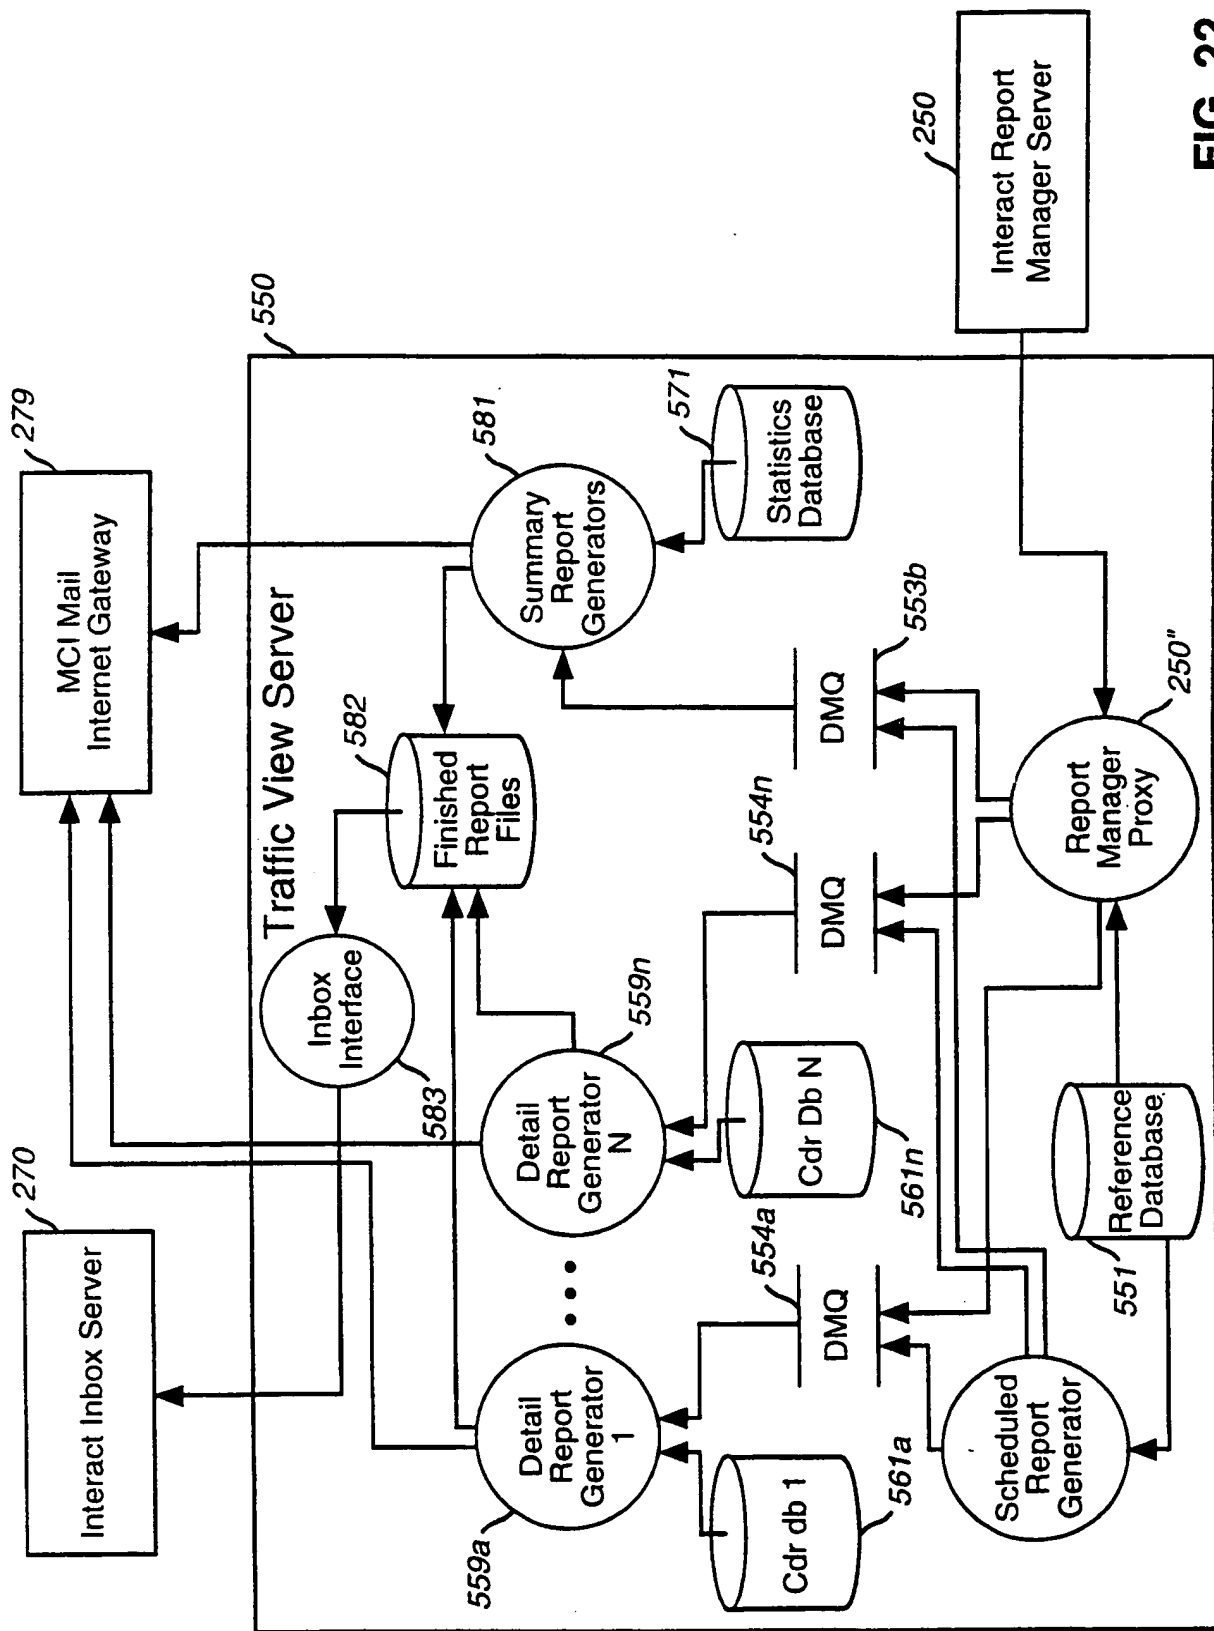 270
Interact Inbox Server
279
MCI Mail
Internet Gateway
550
Traffic View Server
Inbox
Interface
583
582
Finished
Report
Files
581
Summary
Report
Generators
571
Statistics
Database
559a
Detail
Report
Generator
1
Detail
Report
Generator
N
559n
Cdr db 1
561a
554a
DMQ
Cdr Db N
561n
554n
DMQ
553b
DMQ
Scheduled
Report
Generator
551
Reference
Database
Report
Manager
Proxy
250"
250
Interact Report
Manager Server
FIG. 22